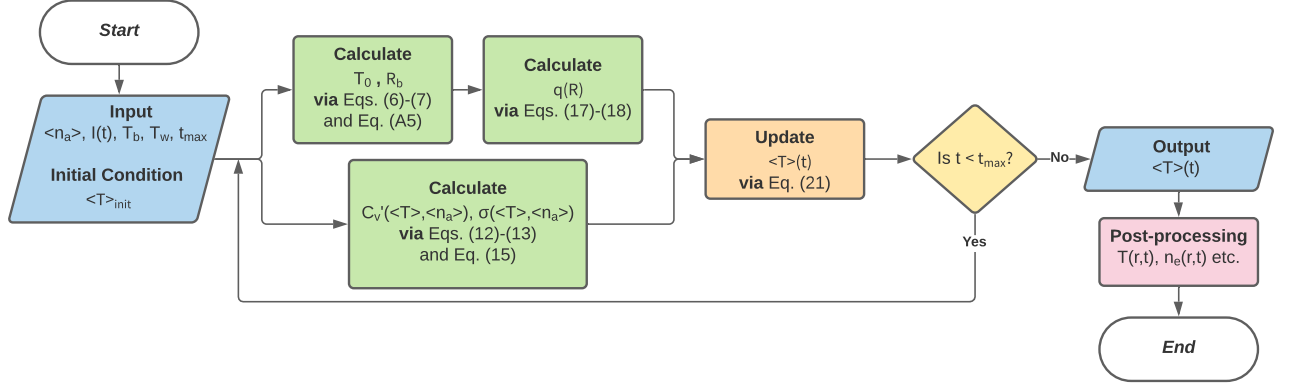 Start
Input
<nₐ>, I(t), T_b, T_w, t_max
Initial Condition
<T>_init
Calculate
T₀ , R_b
via Eqs. (6)-(7)
and Eq. (A5)
Calculate
q(R)
via Eqs. (17)-(18)
Calculate
C_v'(<T>,<nₐ>), σ(<T>,<nₐ>)
via Eqs. (12)-(13)
and Eq. (15)
Update
<T>(t)
via Eq. (21)
Is t < t_max?
No
Yes
Output
<T>(t)
Post-processing
T(r,t), nₑ(r,t) etc.
End